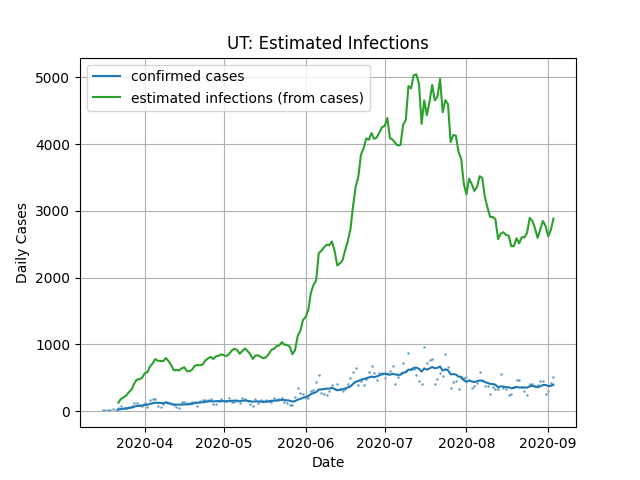 UT: Estimated Infections
confirmed cases
estimated infections (from cases)
Daily Cases
5000
4000
3000
2000
1000
0
2020-04 2020-05 2020-06 2020-07 2020-08 2020-09
Date